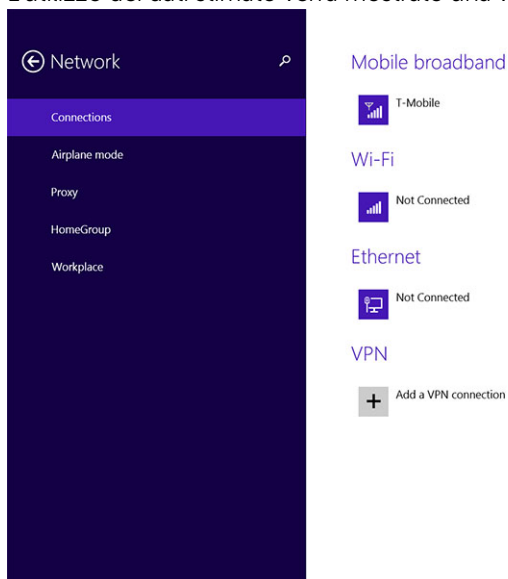 Network
Connections
Airplane mode
Proxy
HomeGroup
Workplace
Mobile broadband
T-Mobile
Wi-Fi
Not Connected
Ethernet
Not Connected
VPN
Add a VPN connection